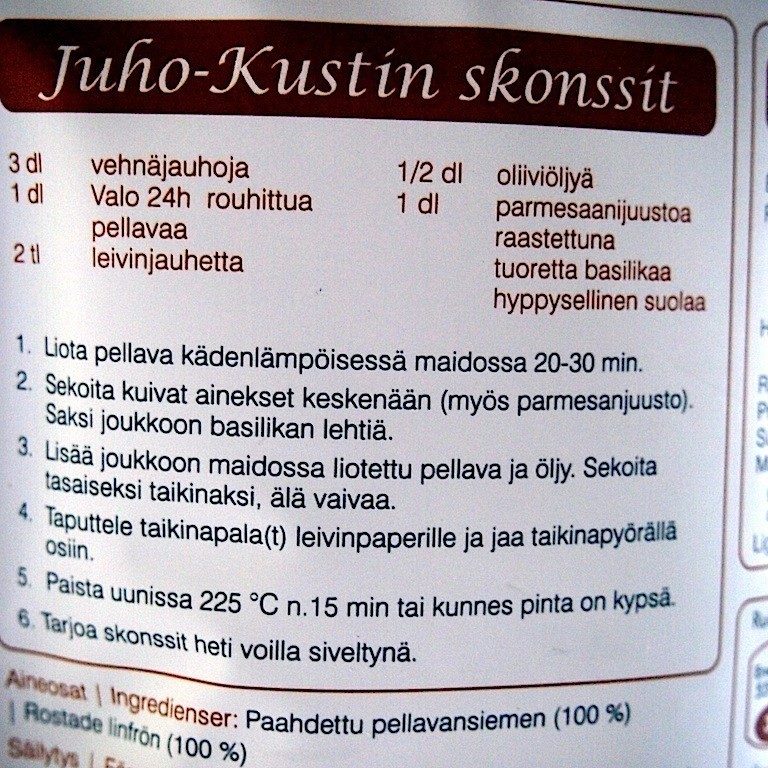 Juho-Kustin skonssit
3 dl vehnäjauhoja
1 dl Valo 24h rouhittua
pellavaa
2 tl leivinjauhetta
1/2 dl oliiviöljyä
1 dl parmesaanijuustoa
raastettuna
tuoretta basilikaa
hyppysellinen suolaa
1. Liota pellava kädenlämpöisessä maidossa 20-30 min.
2. Sekoita kuivat ainekset keskenään (myös parmesanjuusto).
Saksi joukkoon basilikan lehtiä.
3. Lisää joukkoon maidossa liotettu pellava ja öljy. Sekoita
tasaiseksi taikinaksi, älä vaivaa.
4. Taputtele taikinapala(t) leivinpaperille ja jaa taikinapyörällä
osiin.
5. Paista uunissa 225 °C n.15 min tai kunnes pinta on kypsä.
6. Tarjoa skonssit heti voilla siveltynä.
Aineosat | Ingredienser: Paahdettu pellavansiemen (100 %)
| Rostade linfrön (100 %)
Säilytys |